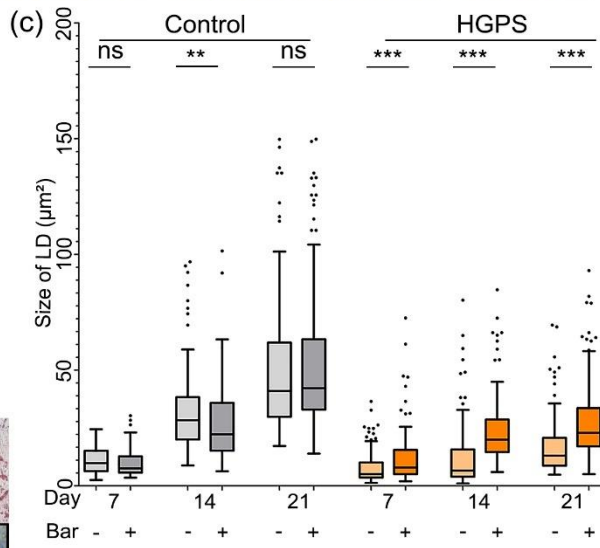 (c)
Control HGPS
ns ** ns *** *** ***
Size of LD (µm²)
200
150
100
50
0
Day 7 14 21 7 14 21
Bar - + - + - + - + - + - +